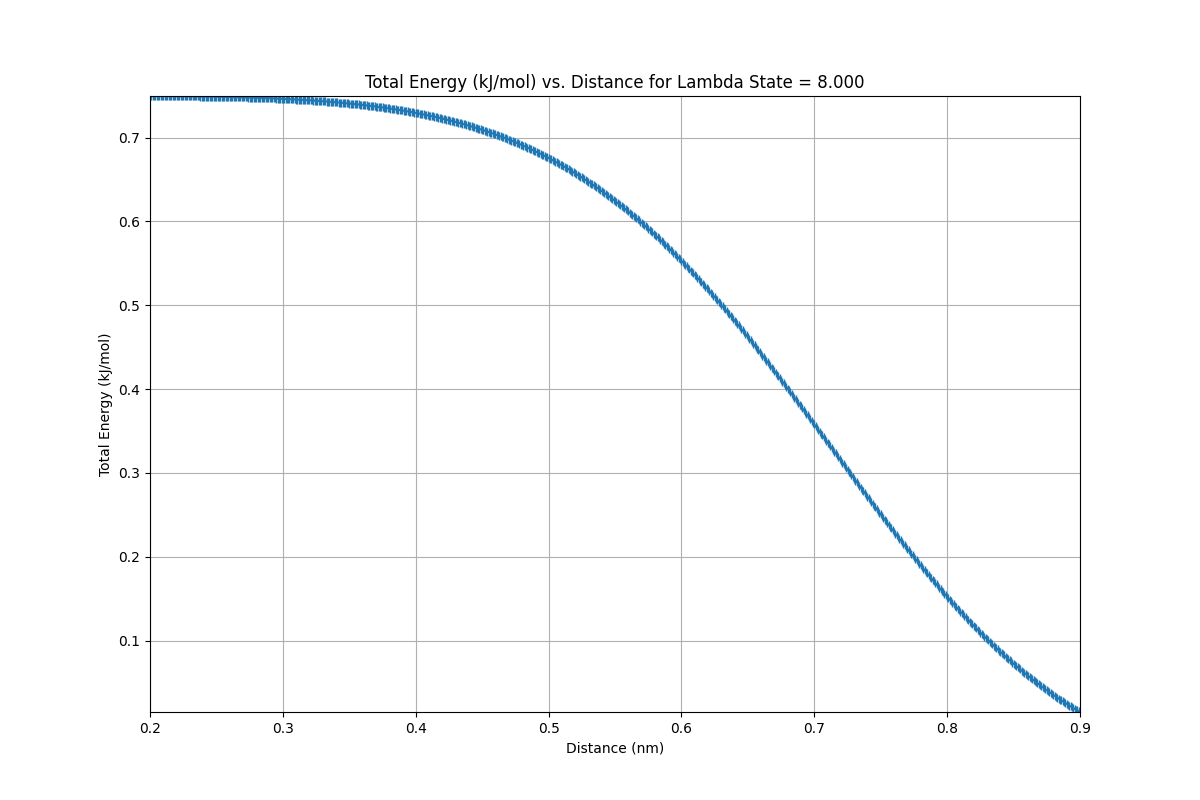 Total Energy (kJ/mol) vs. Distance for Lambda State = 8.000
0.7
0.6
0.5
0.4
0.3
0.2
0.1
Total Energy (kJ/mol)
0.2 0.3 0.4 0.5 0.6 0.7 0.8 0.9
Distance (nm)